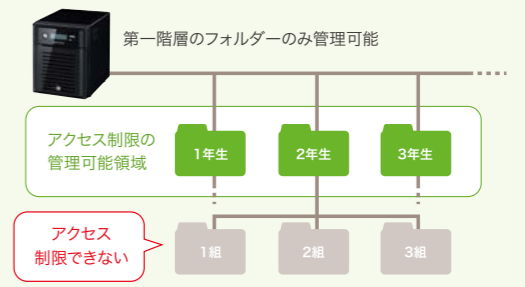 第一階層のフォルダーのみ管理可能
アクセス制限の
管理可能領域
1年生
2年生
3年生
アクセス
制限できない
1組
2組
3組